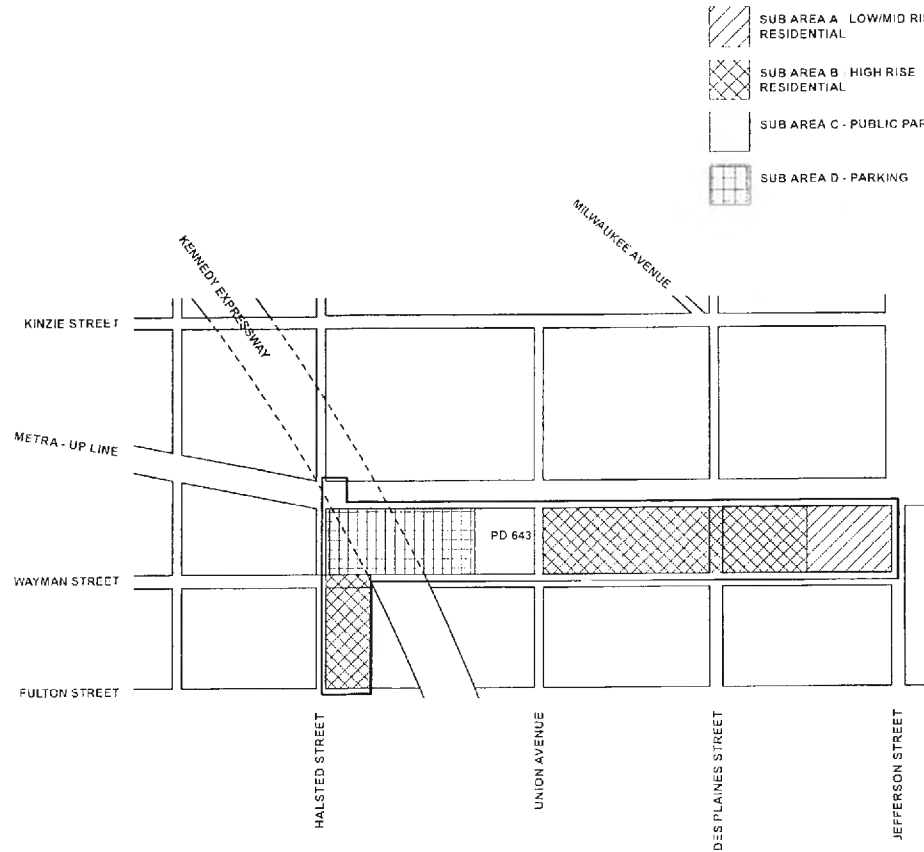 SUB AREA A - LOW/MID RI
RESIDENTIAL
SUB AREA B - HIGH RISE
RESIDENTIAL
SUB AREA C - PUBLIC PAR
SUB AREA D - PARKING
MILWAUKEE AVENUE
KENNEDY EXPRESSWAY
KINZIE STREET
METRA - UP LINE
PD 643
WAYMAN STREET
FULTON STREET
HALSTED STREET
UNION AVENUE
DES PLAINES STREET
JEFFERSON STREET